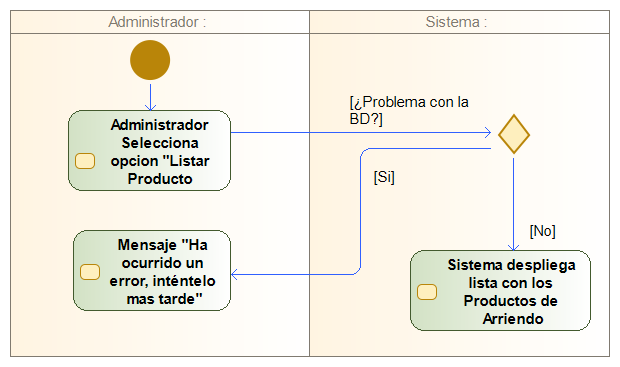 Administrador :
Sistema :
Administrador
Selecciona
opcion "Listar
Producto
[¿Problema con la
BD?]
[Si]
[No]
Mensaje "Ha
ocurrido un
error, inténtelo
mas tarde"
Sistema despliega
lista con los
Productos de
Arriendo